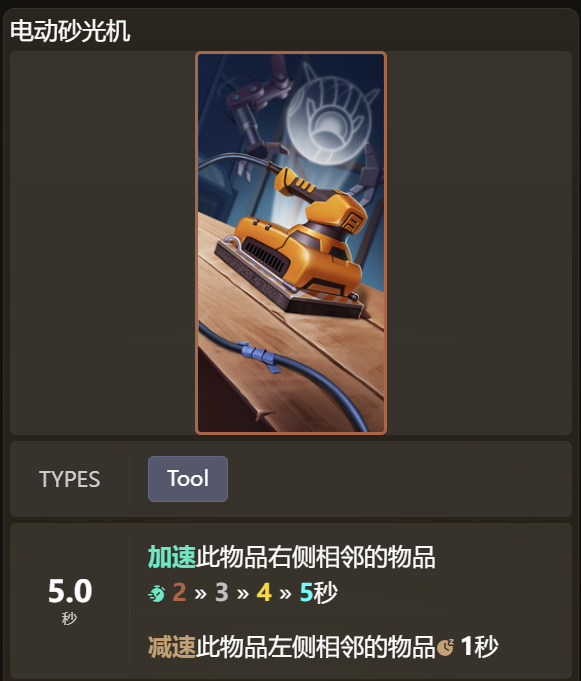 电动砂光机
TYPES
Tool
5.0
秒
加速此物品右侧相邻的物品
2 » 3 » 4 » 5秒
减速此物品左侧相邻的物品 1秒